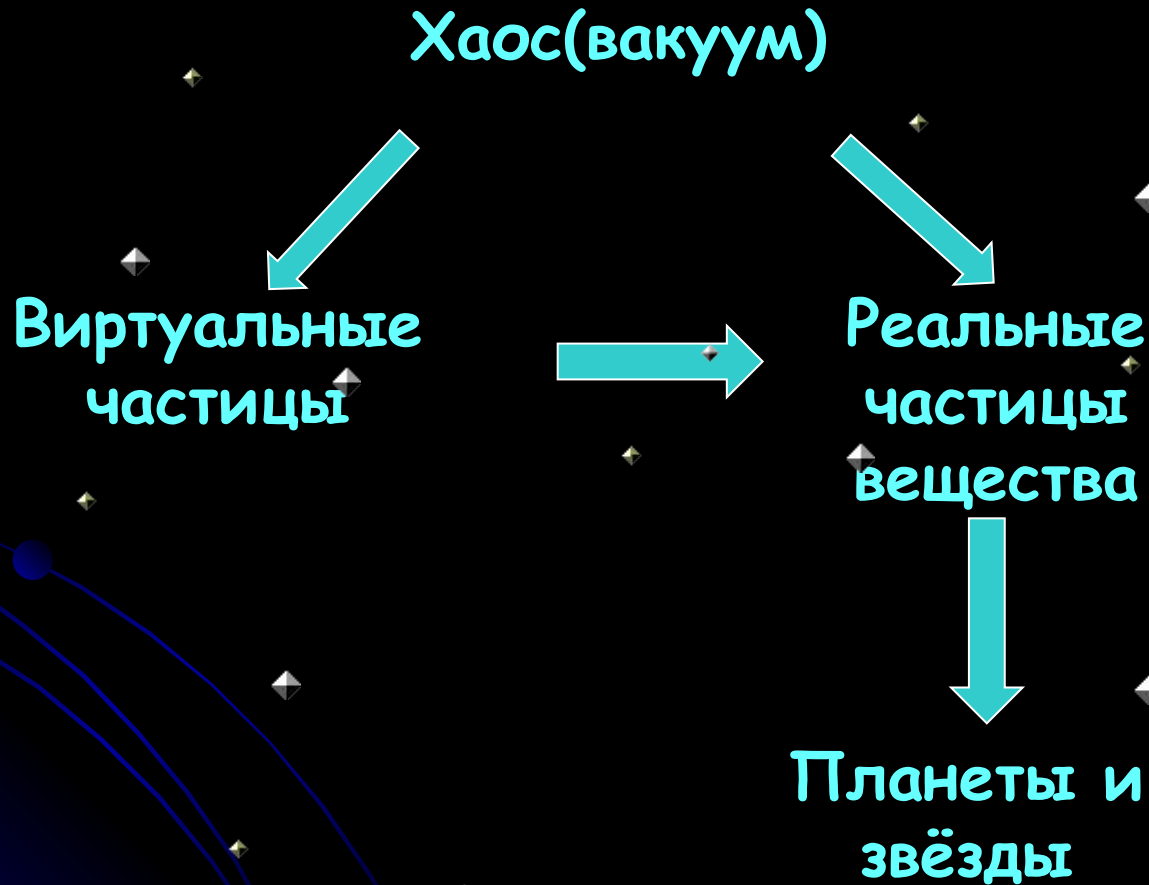 Хаос(вакуум)
Виртуальные
частицы
Реальные
частицы
вещества
Планеты и
звёзды